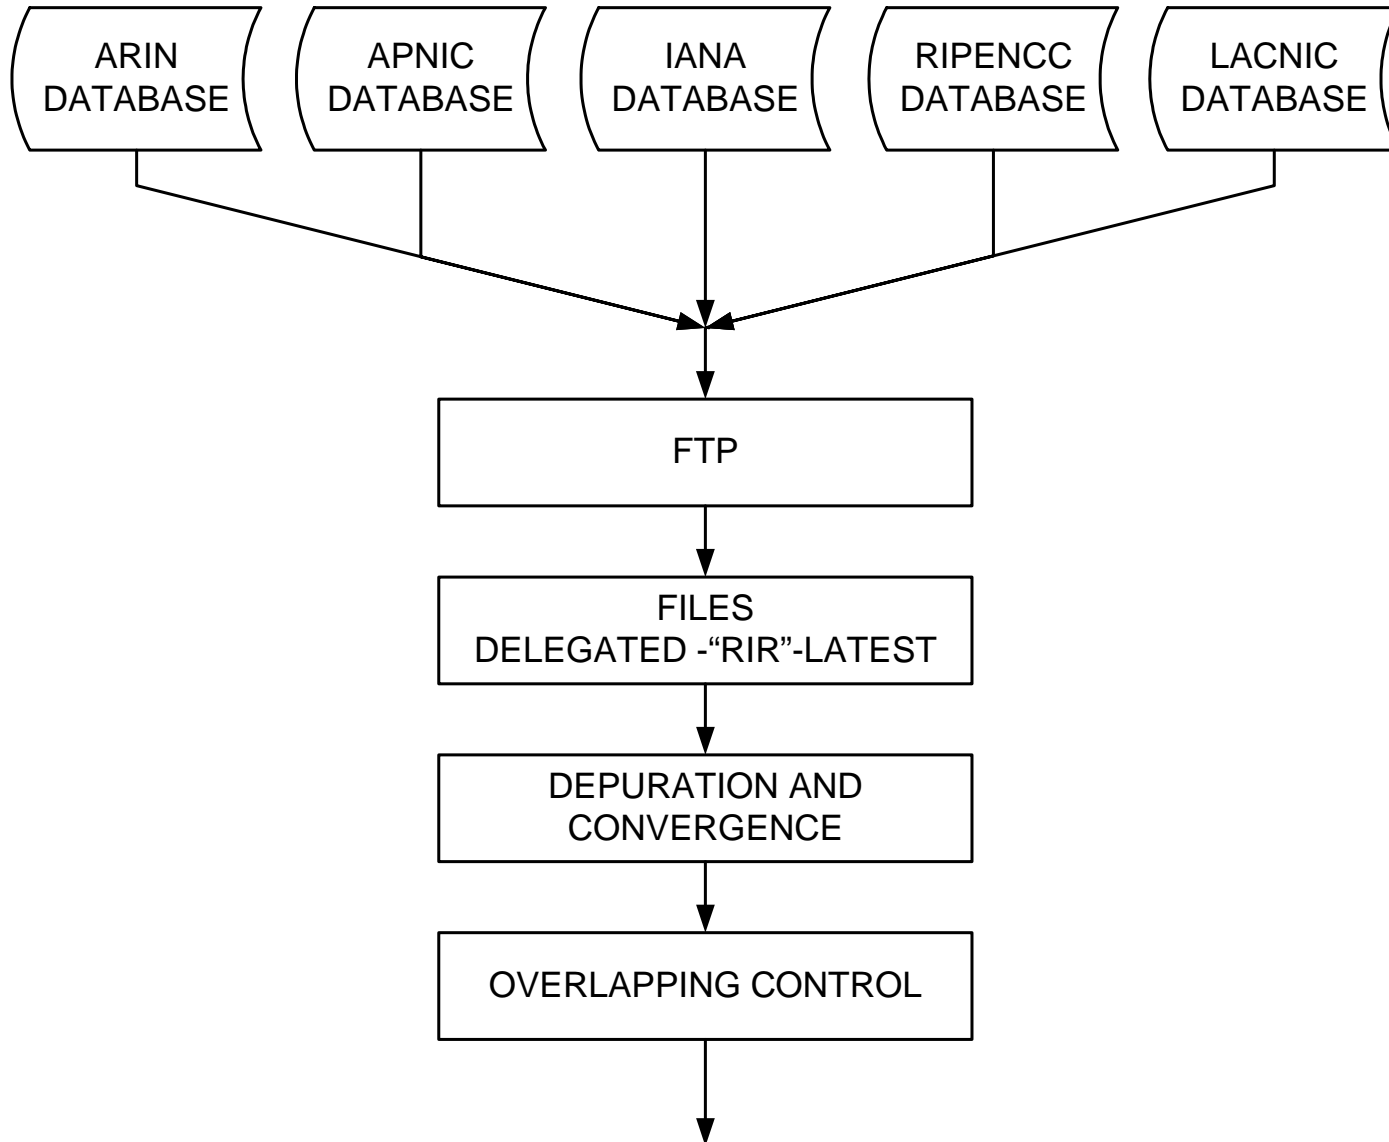 ARIN
DATABASE
APNIC
DATABASE
IANA
DATABASE
RIPENCC
DATABASE
LACNIC
DATABASE
FTP
FILES
DELEGATED -“RIR”-LATEST
DEPURATION AND
CONVERGENCE
OVERLAPPING CONTROL